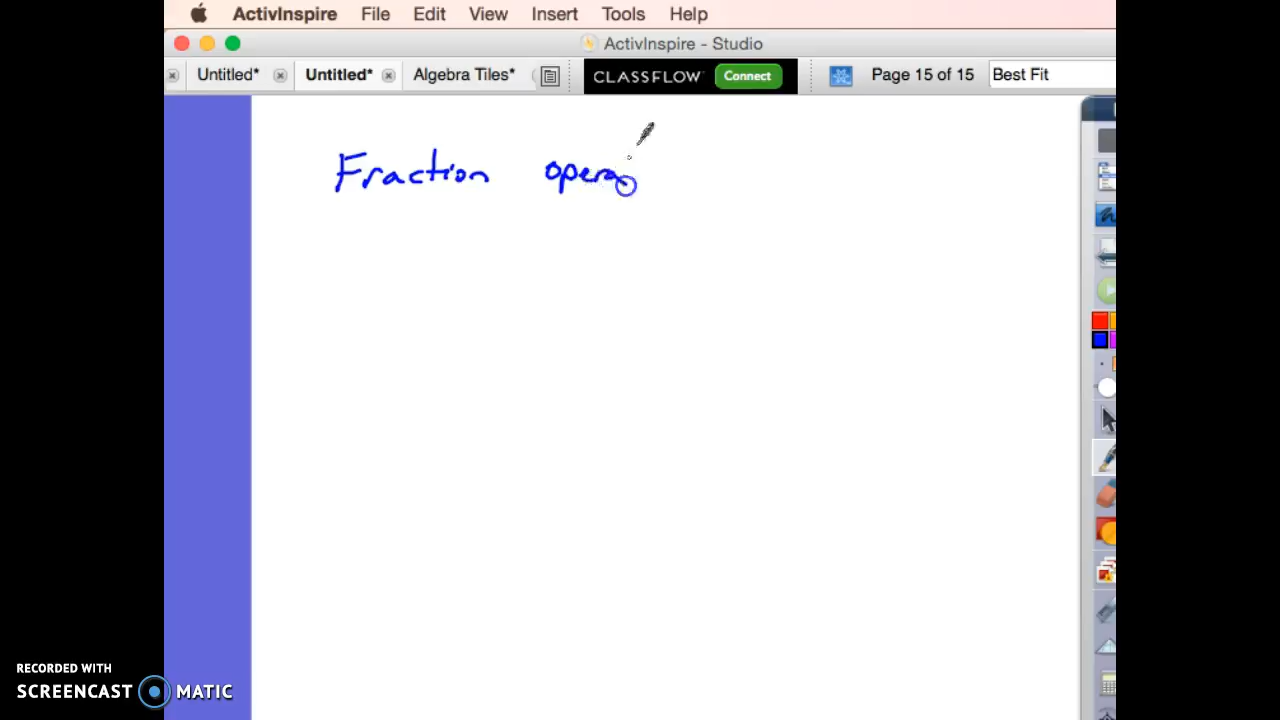 ActivInspire File Edit View Insert Tools Help
ActivInspire - Studio
Untitled* Untitled* Algebra Tiles* CLASSFLOW Connect Page 15 of 15 Best Fit
Fraction opera
RECORDED WITH
SCREENCAST MATIC